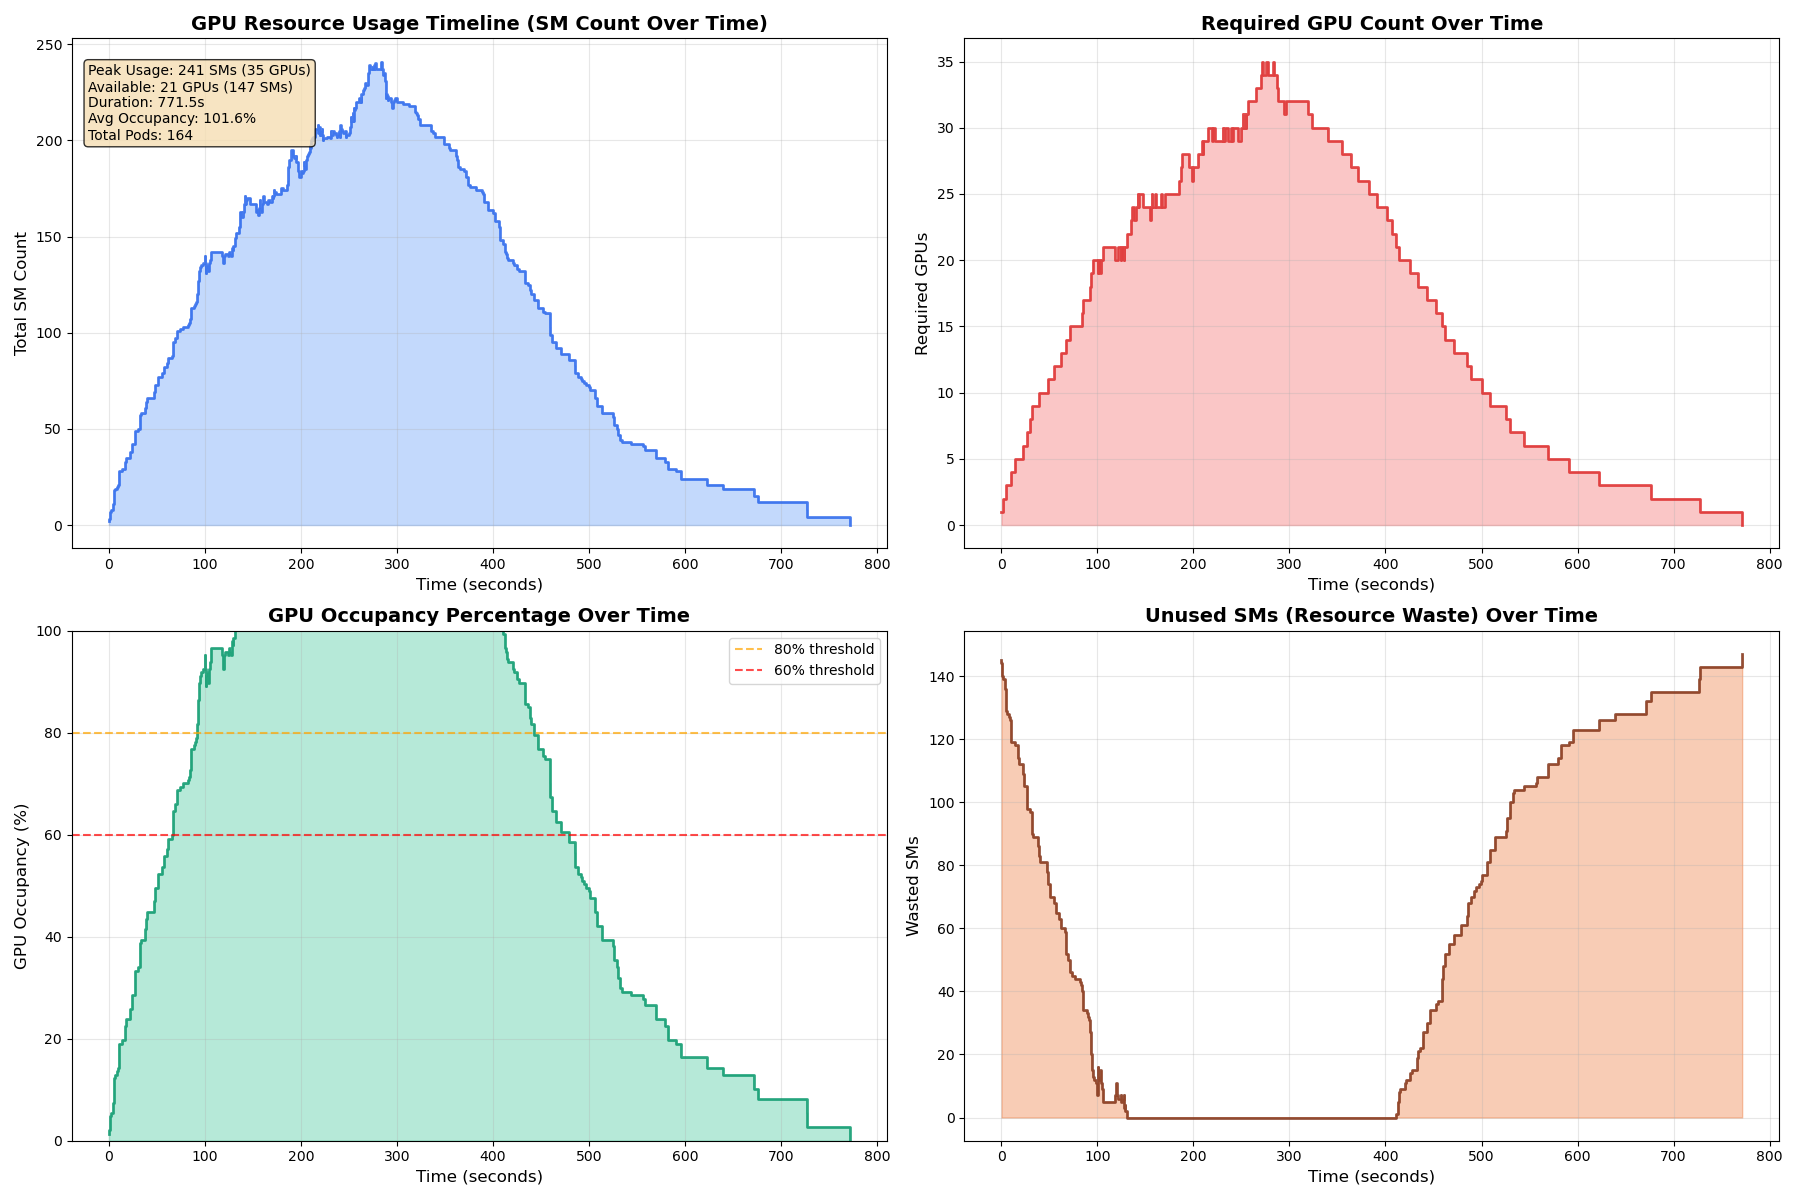 GPU Resource Usage Timeline (SM Count Over Time)
Total SM Count
250
200
150
100
50
0
Peak Usage: 241 SMs (35 GPUs)
Available: 21 GPUs (147 SMs)
Duration: 771.5s
Avg Occupancy: 101.6%
Total Pods: 164
0 100 200 300 400 500 600 700 800
Time (seconds)
Required GPU Count Over Time
Required GPUs
35
30
25
20
15
10
5
0
0 100 200 300 400 500 600 700 800
Time (seconds)
GPU Occupancy Percentage Over Time
GPU Occupancy (%)
100
80
60
40
20
0
80% threshold
60% threshold
0 100 200 300 400 500 600 700 800
Time (seconds)
Unused SMs (Resource Waste) Over Time
Wasted SMs
140
120
100
80
60
40
20
0
0 100 200 300 400 500 600 700 800
Time (seconds)